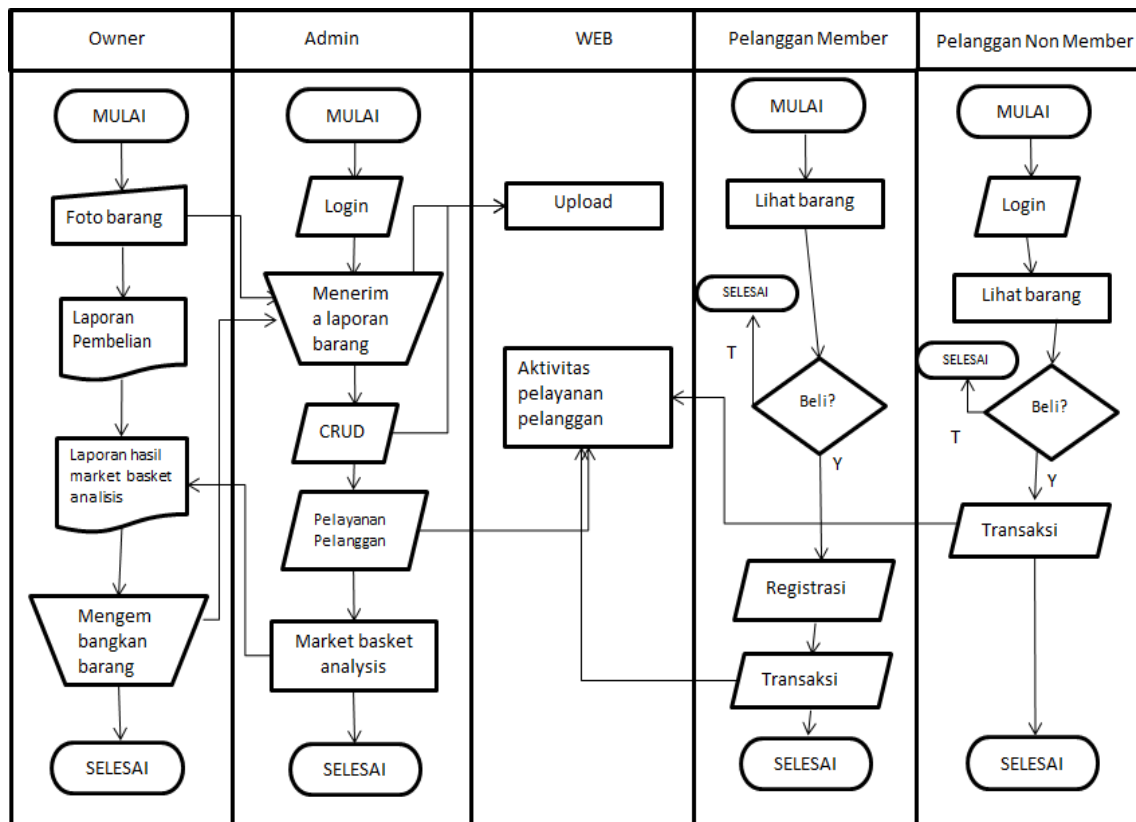 Owner
Admin
WEB
Pelanggan Member
Pelanggan Non Member
MULAI
Foto barang
Laporan
Pembelian
Laporan hasil
market basket
analisis
Mengem
bangkan
barang
SELESAI
MULAI
Login
Menerim
a laporan
barang
CRUD
Pelayanan
Pelanggan
Market basket
analysis
SELESAI
Upload
Aktivitas
pelayanan
pelanggan
MULAI
Lihat barang
SELESAI
T
Beli?
Y
Registrasi
Transaksi
SELESAI
MULAI
Login
Lihat barang
SELESAI
Beli?
T
Y
Transaksi
SELESAI